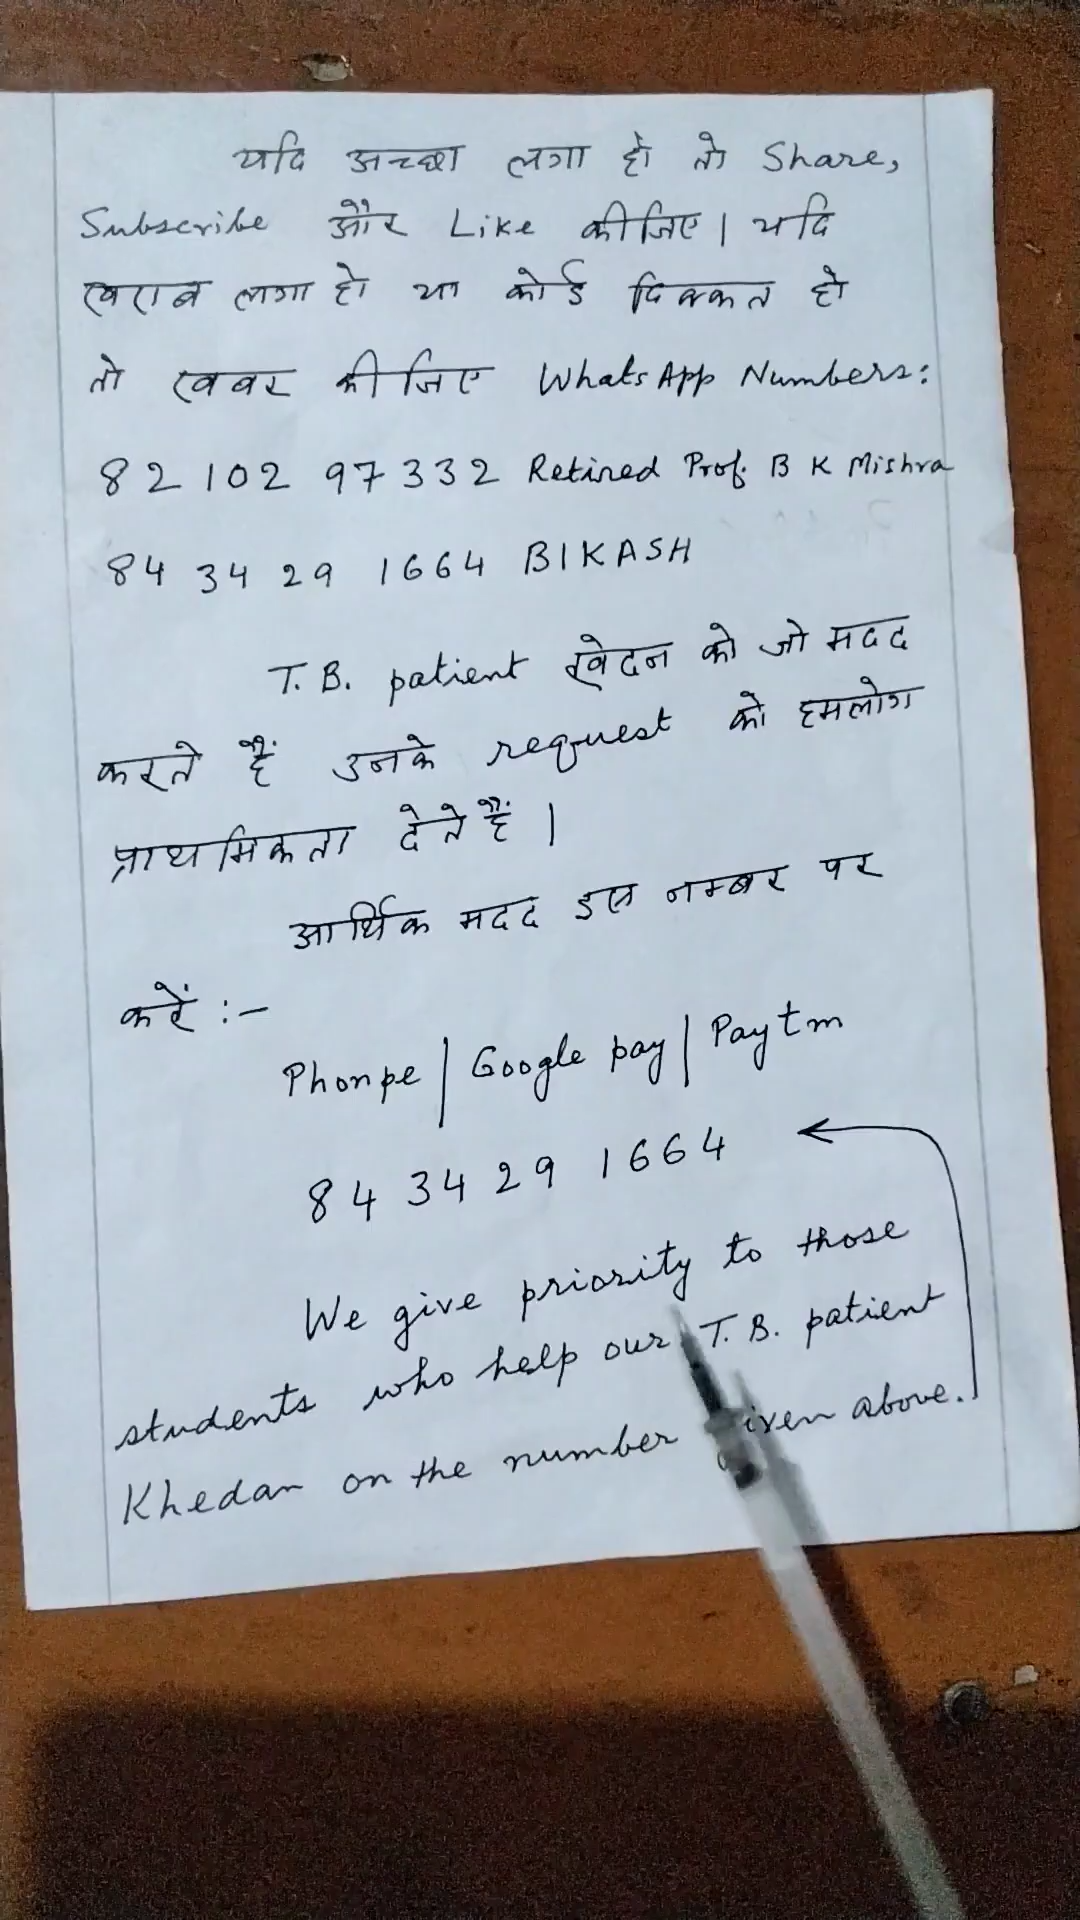 यदि अच्छा लगा हो तो Share,
Subscribe और Like कीजिए। यदि
खराब लगा हो या कोई दिक्कत हो
तो खबर कीजिए WhatsApp Numbers:
82 102 97 332 Retired Prof. B K Mishra
84 34 29 1664 BIKASH
T. B. patient खेदन को जो मदद
करते हैं उनके request को हमलोग
प्राथमिकता देते हैं।
आर्थिक मदद इस नम्बर पर
करें :-
Phonpe | Google pay | Paytm
84 34 29 1664
We give priority to those
students who help our T. B. patient
Khedan on the number given above.